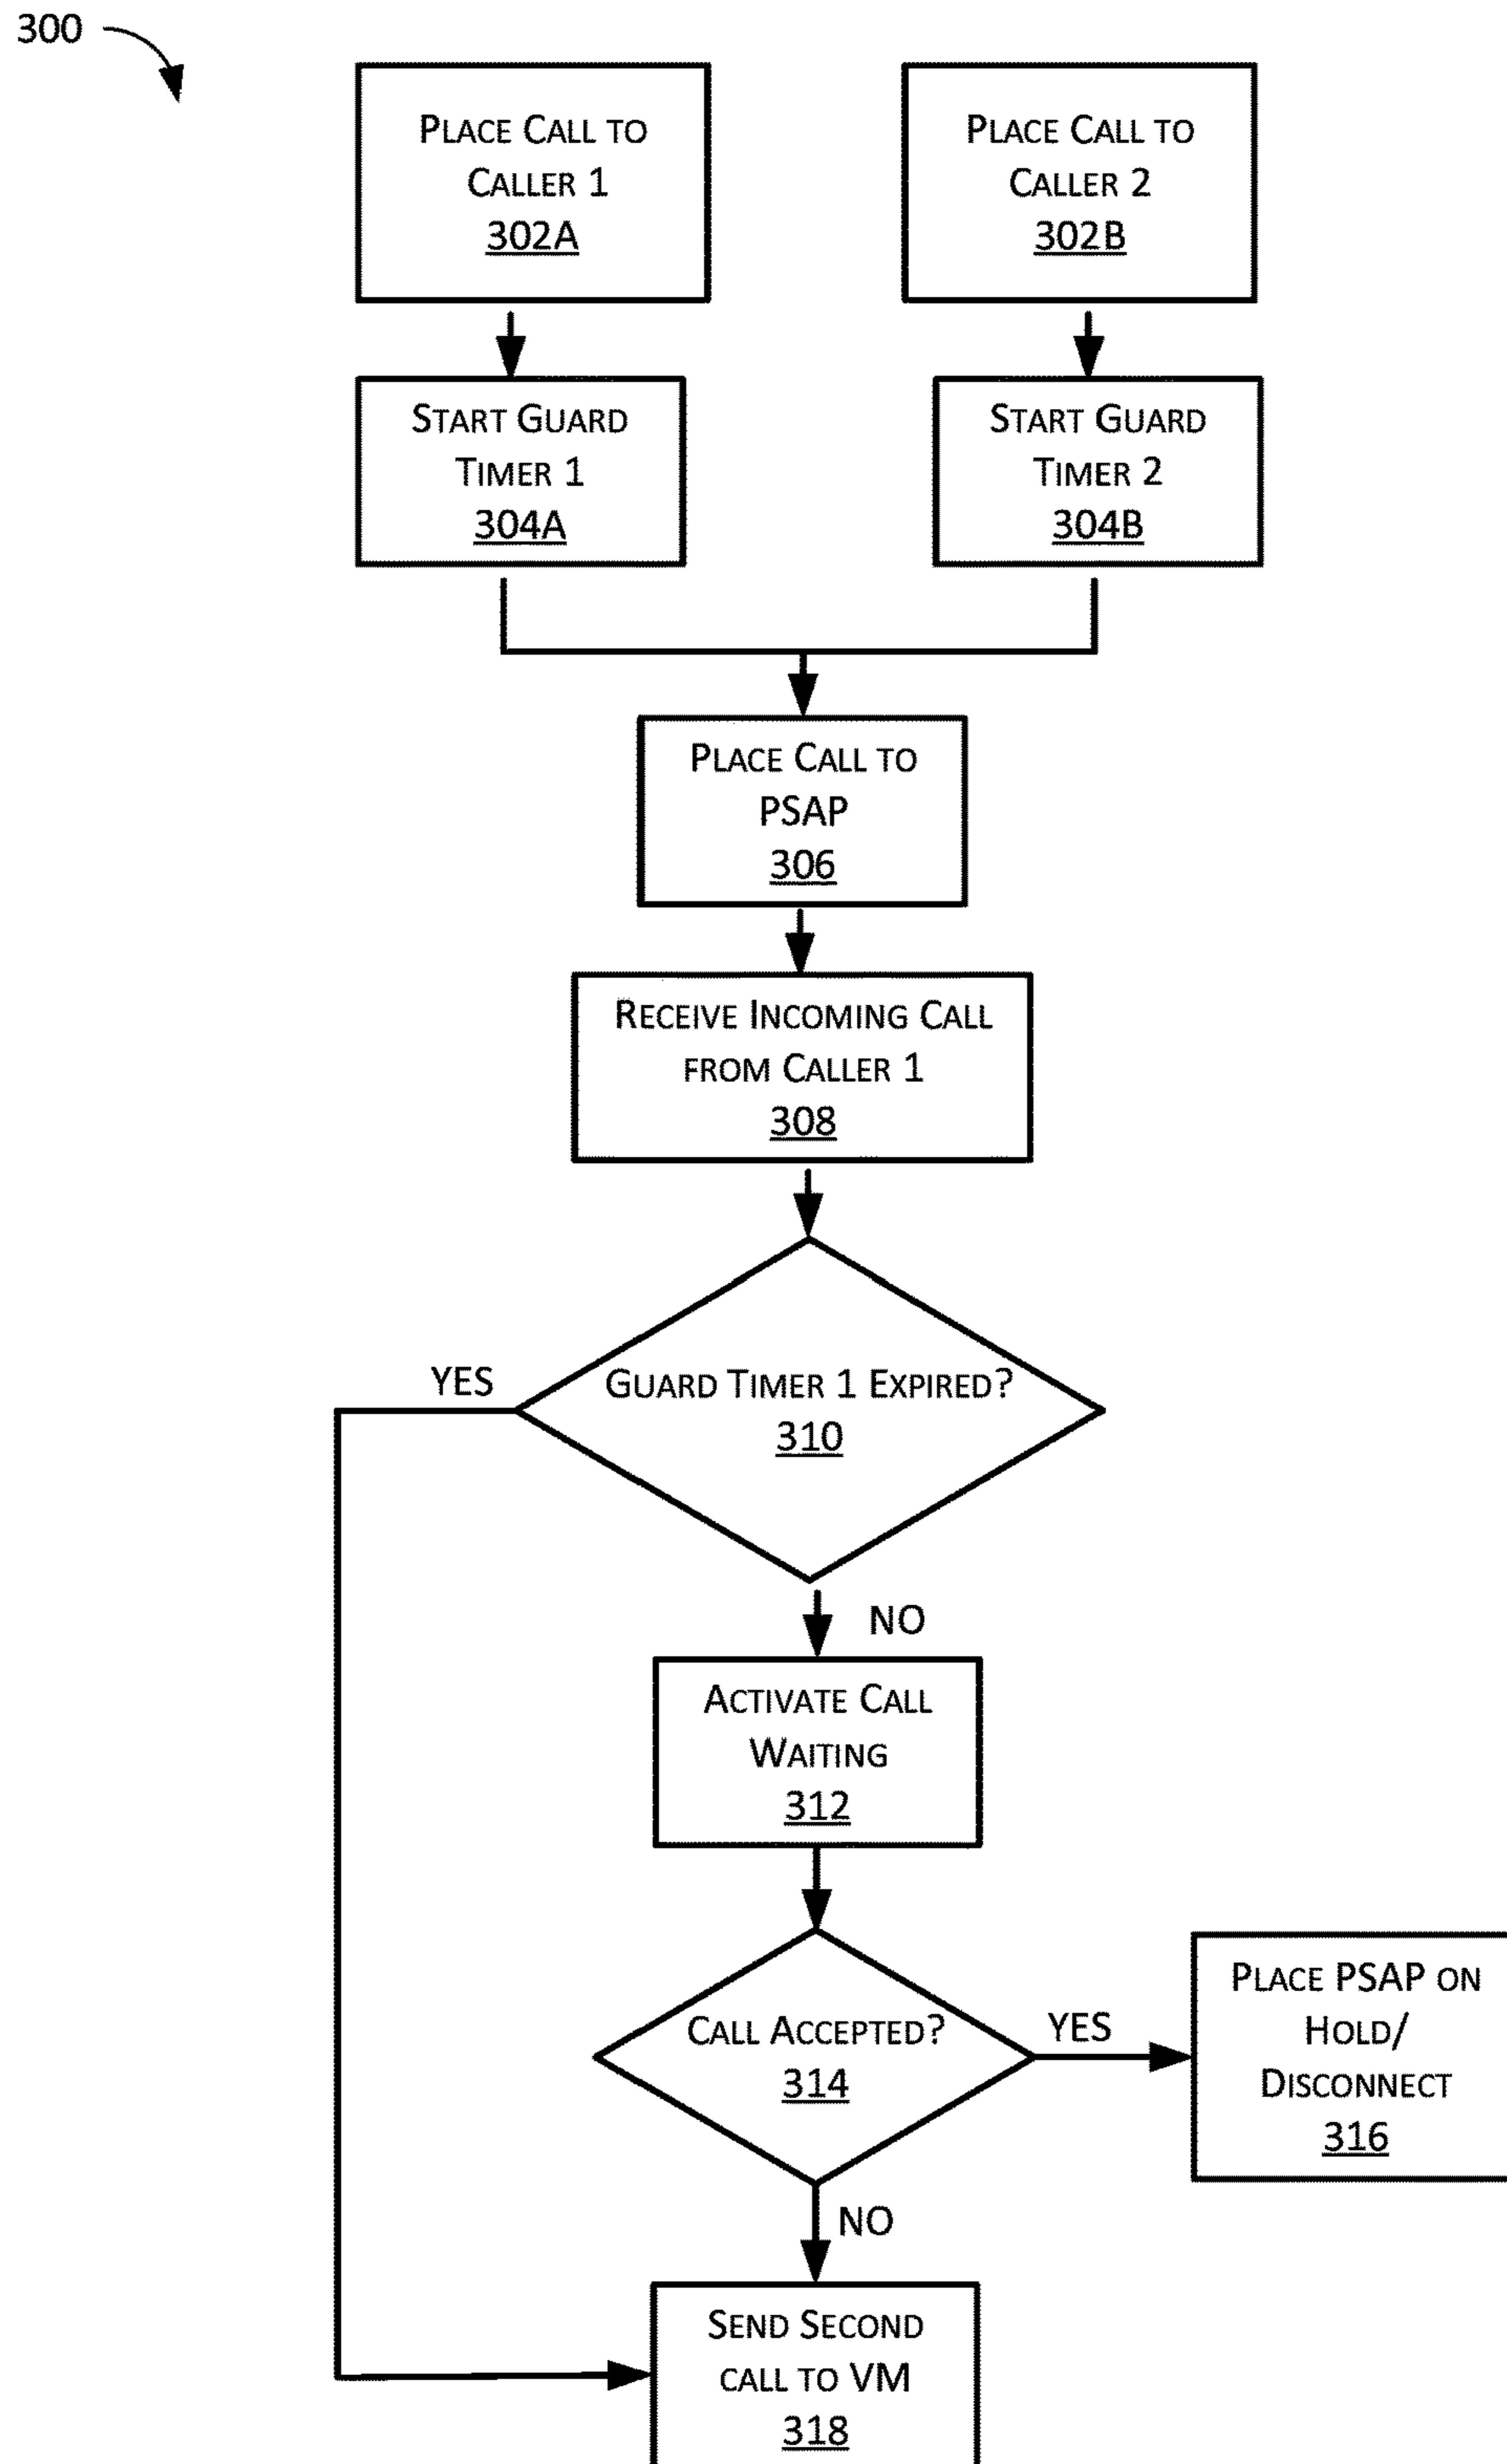 300
PLACE CALL TO
CALLER 1
302A
PLACE CALL TO
CALLER 2
302B
START GUARD
TIMER 1
304A
START GUARD
TIMER 2
304B
PLACE CALL TO
PSAP
306
RECEIVE INCOMING CALL
FROM CALLER 1
308
YES
GUARD TIMER 1 EXPIRED?
310
NO
ACTIVATE CALL
WAITING
312
CALL ACCEPTED?
314
YES
PLACE PSAP ON
HOLD/
DISCONNECT
316
NO
SEND SECOND
CALL TO VM
318